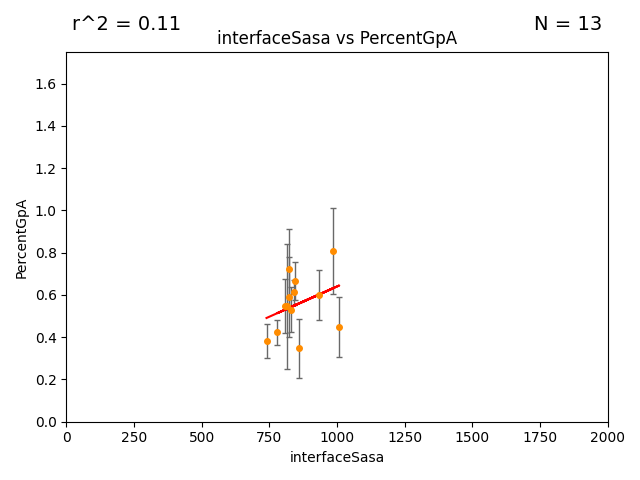 r^2 = 0.11
N = 13
interfaceSasa vs PercentGpA
PercentGpA
1.6
1.4
1.2
1.0
0.8
0.6
0.4
0.2
0.0
0 250 500 750 1000 1250 1500 1750 2000
interfaceSasa